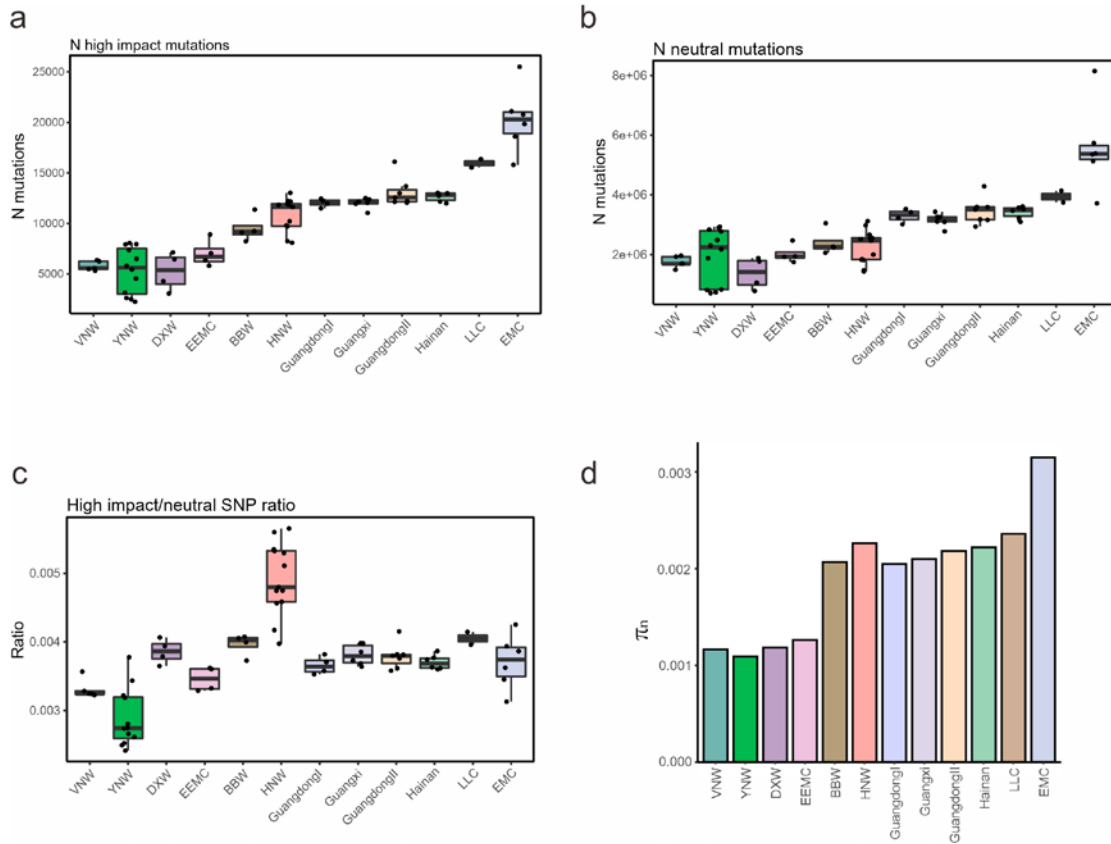 a
N high impact mutations
N mutations
25000
20000
15000
10000
5000
VNW
YNW
DXW
EEMC
BBW
HNW
GuangdongI
Guangxi
GuangdongII
Hainan
LLC
EMC
b
N neutral mutations
N mutations
8e+06
6e+06
4e+06
2e+06
VNW
YNW
DXW
EEMC
BBW
HNW
GuangdongI
Guangxi
GuangdongII
Hainan
LLC
EMC
c
High impact/neutral SNP ratio
Ratio
0.005
0.004
0.003
VNW
YNW
DXW
EEMC
BBW
HNW
GuangdongI
Guangxi
GuangdongII
Hainan
LLC
EMC
d
πn
0.003
0.002
0.001
0.000
VNW
YNW
DXW
EEMC
BBW
HNW
GuangdongI
Guangxi
GuangdongII
Hainan
LLC
EMC